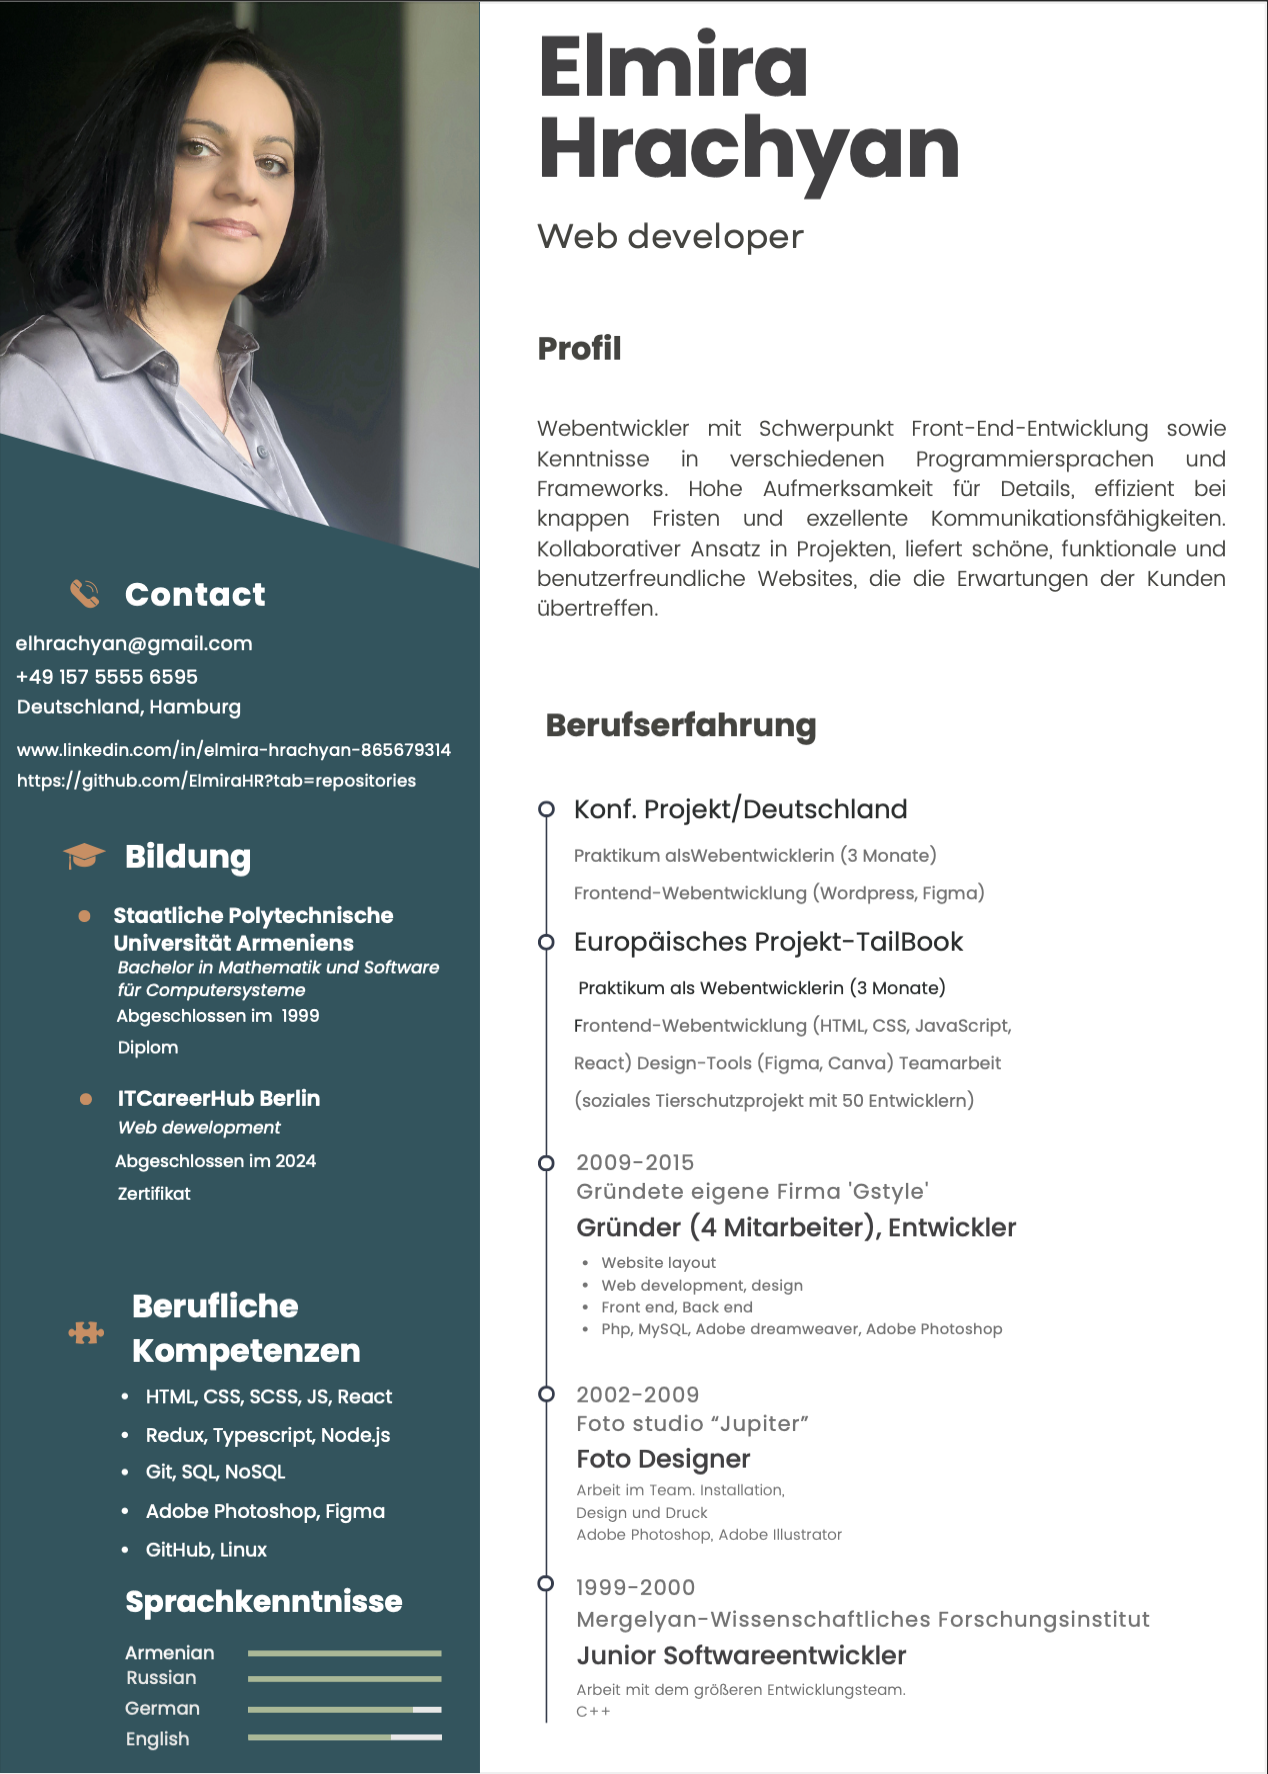 Elmira
Hrachyan
Web developer
Profil
Webentwickler mit Schwerpunkt Front-End-Entwicklung sowie
Kenntnisse in verschiedenen Programmiersprachen und
Frameworks. Hohe Aufmerksamkeit für Details, effizient bei
knappen Fristen und exzellente Kommunikationsfähigkeiten.
Kollaborativer Ansatz in Projekten, liefert schöne, funktionale und
benutzerfreundliche Websites, die die Erwartungen der Kunden
übertreffen.
Contact
elhrachyan@gmail.com
+49 157 5555 6595
Deutschland, Hamburg
www.linkedin.com/in/elmira-hrachyan-865679314
https://github.com/ElmiraHR?tab=repositories
Bildung
Staatliche Polytechnische
Universität Armeniens
Bachelor in Mathematik und Software
für Computersysteme
Abgeschlossen im 1999
Diplom
ITCareerHub Berlin
Web dewelopment
Abgeschlossen im 2024
Zertifikat
Berufliche
Kompetenzen
• HTML, CSS, SCSS, JS, React
• Redux, Typescript, Node.js
• Git, SQL, NoSQL
• Adobe Photoshop, Figma
• GitHub, Linux
Sprachkenntnisse
Armenian
Russian
German
English
Berufserfahrung
Konf. Projekt/Deutschland
Praktikum alsWebentwicklerin (3 Monate)
Frontend-Webentwicklung (Wordpress, Figma)
Europäisches Projekt-TailBook
Praktikum als Webentwicklerin (3 Monate)
Frontend-Webentwicklung (HTML, CSS, JavaScript,
React) Design-Tools (Figma, Canva) Teamarbeit
(soziales Tierschutzprojekt mit 50 Entwicklern)
2009-2015
Gründete eigene Firma 'Gstyle'
Gründer (4 Mitarbeiter), Entwickler
• Website layout
• Web development, design
• Front end, Back end
• Php, MySQL, Adobe dreamweaver, Adobe Photoshop
2002-2009
Foto studio “Jupiter”
Foto Designer
Arbeit im Team. Installation,
Design und Druck
Adobe Photoshop, Adobe Illustrator
1999-2000
Mergelyan-Wissenschaftliches Forschungsinstitut
Junior Softwareentwickler
Arbeit mit dem größeren Entwicklungsteam.
C++